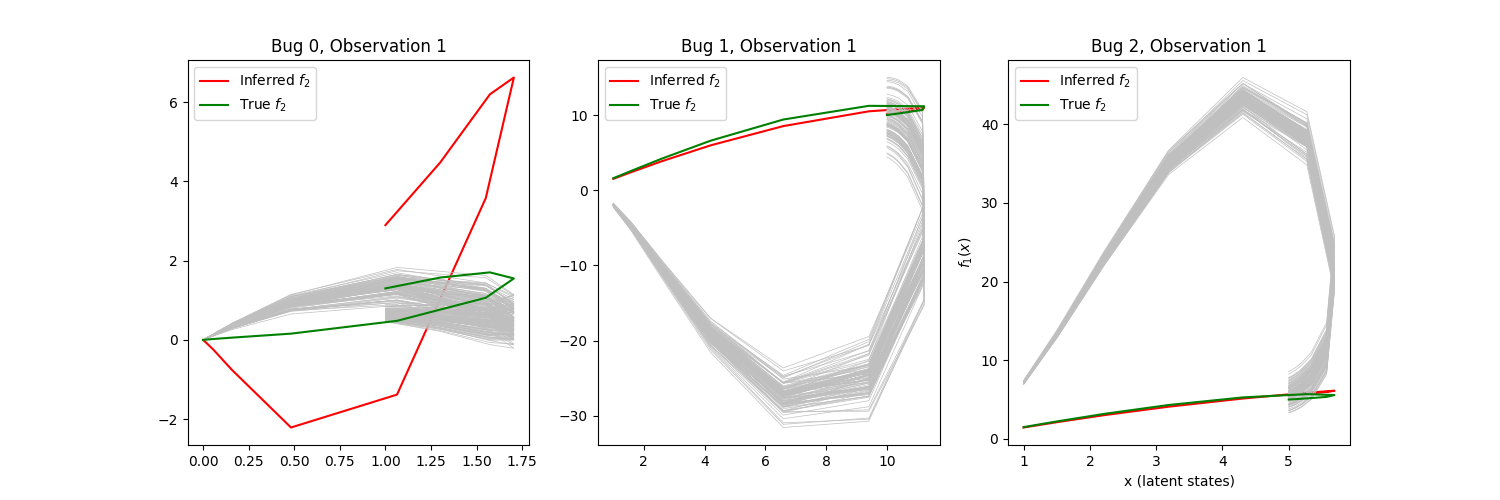 Bug 0, Observation 1
Inferred f₂
True f₂
6
4
2
0
−2
0.00 0.25 0.50 0.75 1.00 1.25 1.50 1.75
Bug 1, Observation 1
Inferred f₂
True f₂
10
0
−10
−20
−30
2 4 6 8 10
Bug 2, Observation 1
Inferred f₂
True f₂
f₁(x)
40
30
20
10
0
1 2 3 4 5
x (latent states)